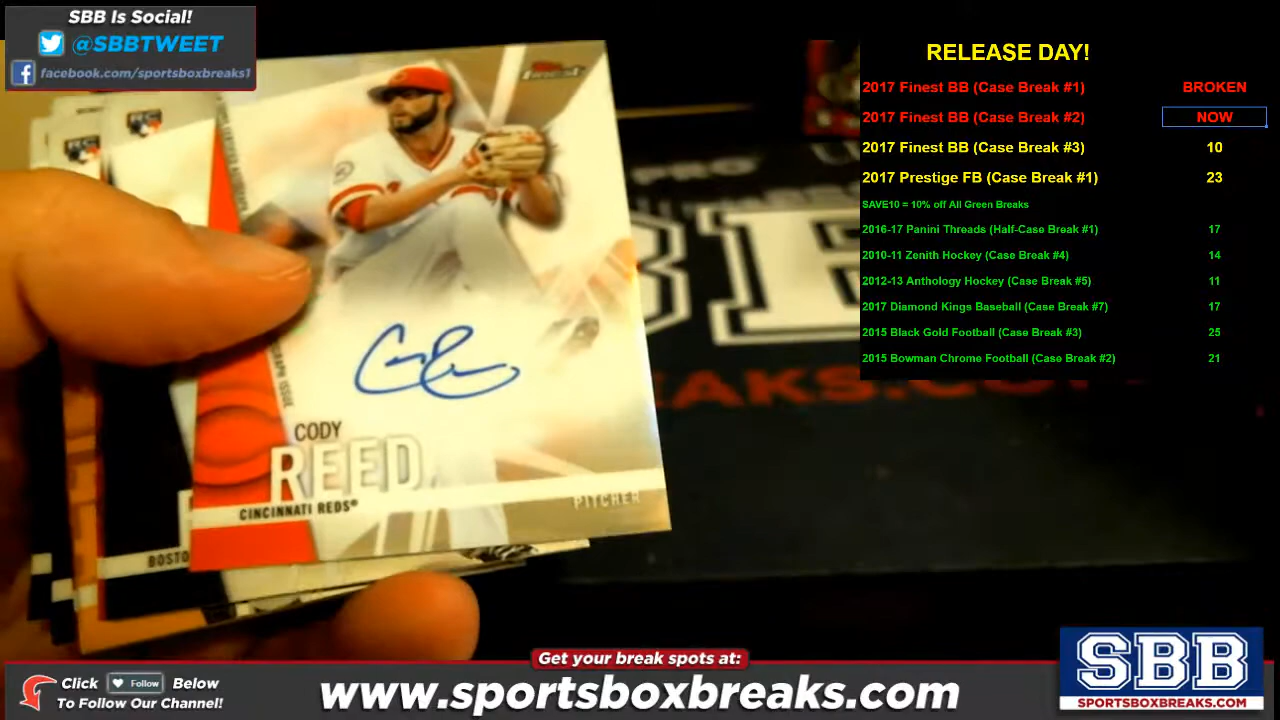 SBB Is Social!
@SBBTWEET
facebook.com/sportsboxbreaks1
RELEASE DAY!
2017 Finest BB (Case Break #1) BROKEN
2017 Finest BB (Case Break #2) NOW
2017 Finest BB (Case Break #3) 10
2017 Prestige FB (Case Break #1) 23
SAVE10 = 10% off All Green Breaks
2016-17 Panini Threads (Half-Case Break #1) 17
2010-11 Zenith Hockey (Case Break #4) 14
2012-13 Anthology Hockey (Case Break #5) 11
2017 Diamond Kings Baseball (Case Break #7) 17
2015 Black Gold Football (Case Break #3) 25
2015 Bowman Chrome Football (Case Break #2) 21
Topps
finest
RC
RC
PRO
CODY
REED
CINCINNATI REDS®
PITCHER
BOSTO
Get your break spots at:
www.sportsboxbreaks.com
Click Follow Below
To Follow Our Channel!
SBB
SPORTSBOXBREAKS.COM